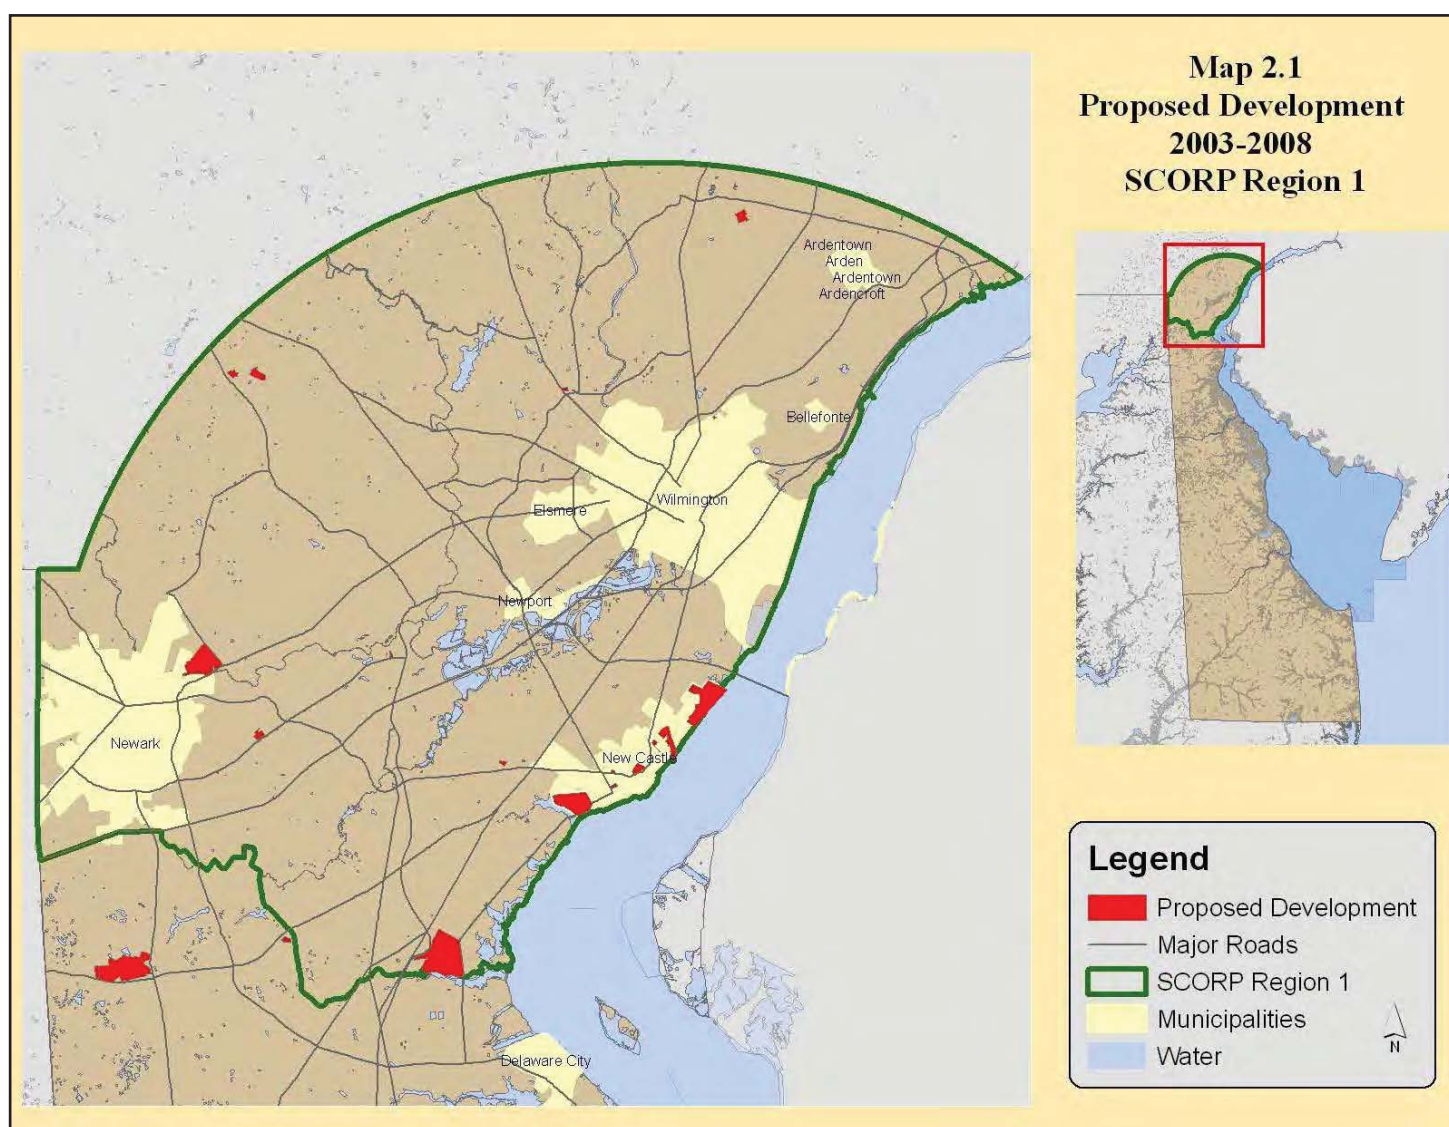 Map 2.1
Proposed Development
2003-2008
SCORP Region 1
Ardentown
Arden
Ardentown
Ardencroft
Bellefonte
Wilmington
Elsmere
Newport
Newark
New Castle
Delaware City
Legend
Proposed Development
Major Roads
SCORP Region 1
Municipalities
Water
N